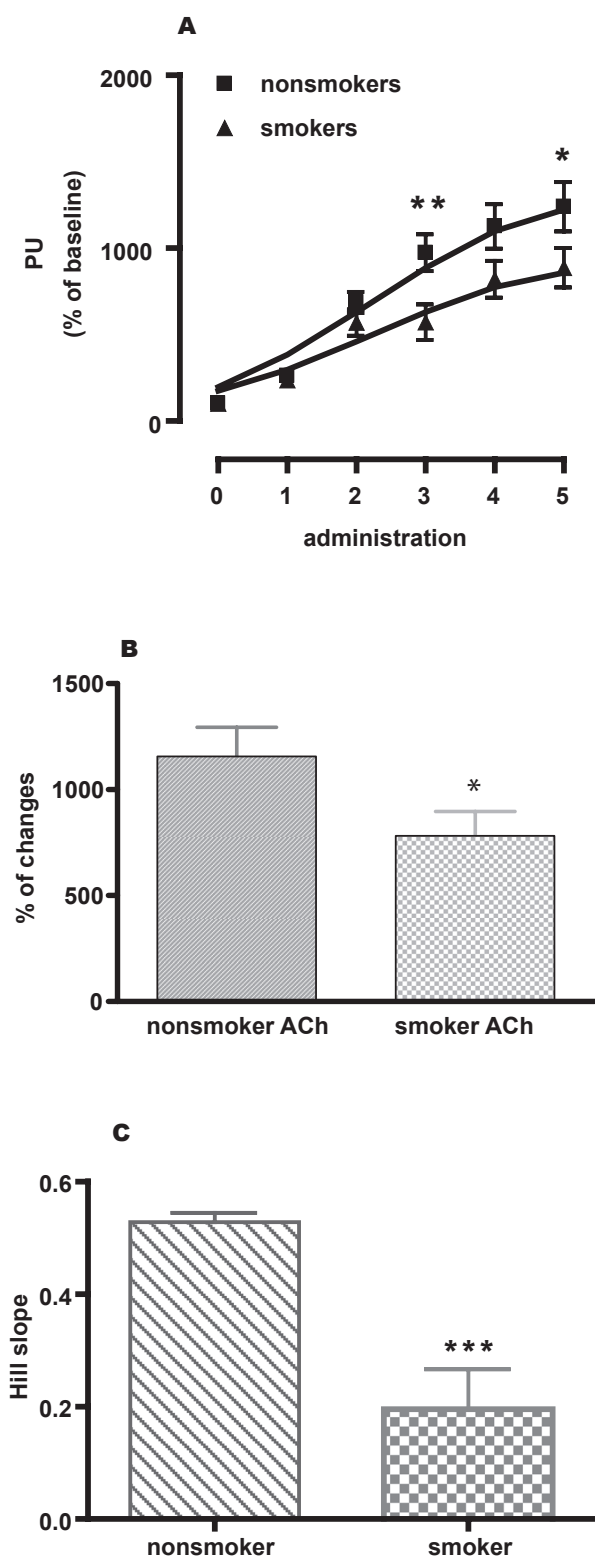 A
2000
nonsmokers
smokers
*
**
PU
(% of baseline)
1000
0
0 1 2 3 4 5
administration
B
1500
1000
500
0
% of changes
*
nonsmoker ACh smoker ACh
C
0.6
0.4
0.2
0.0
Hill slope
***
nonsmoker smoker